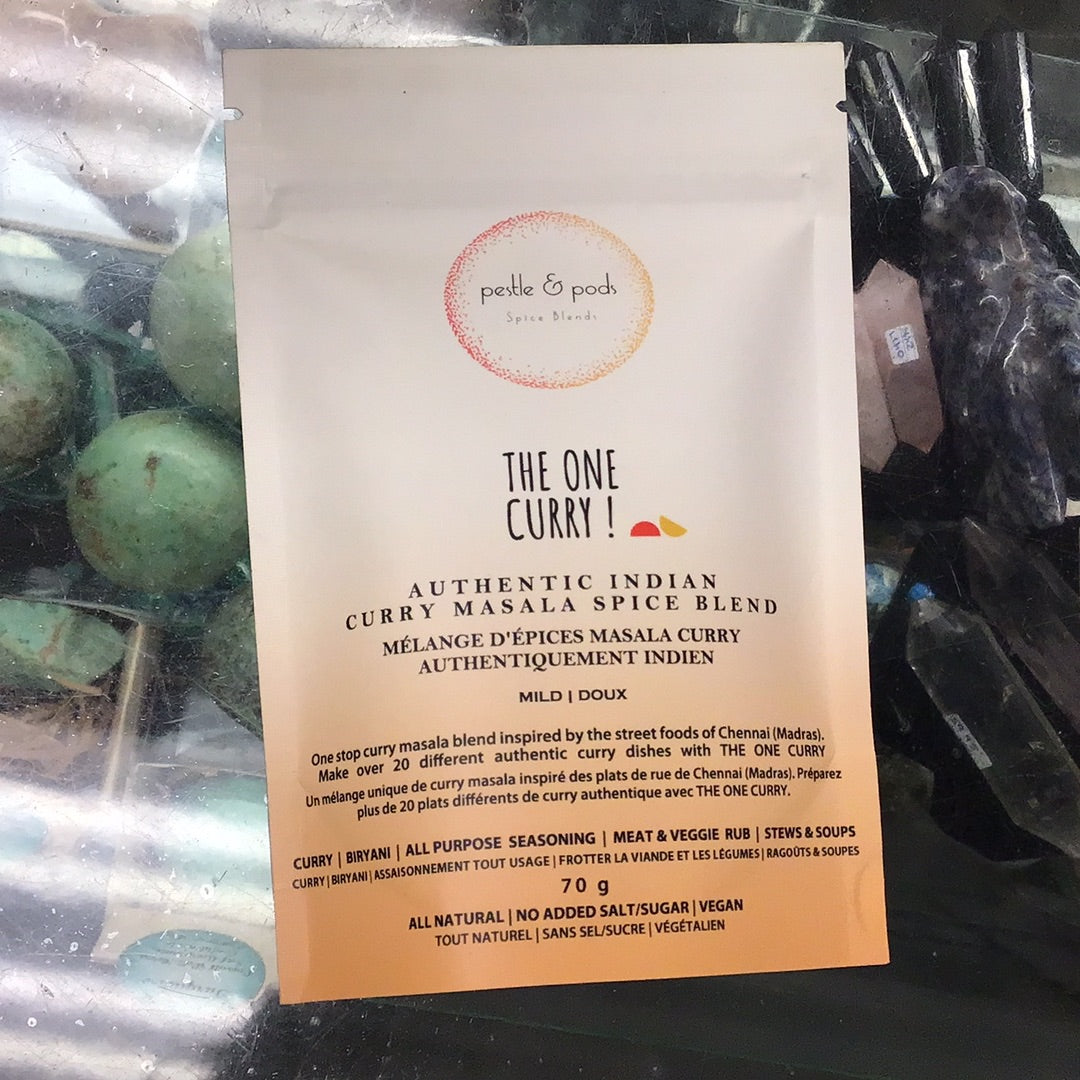 pestle & pods
Spice Blends
THE ONE
CURRY !
AUTHENTIC INDIAN
CURRY MASALA SPICE BLEND
MÉLANGE D'ÉPICES MASALA CURRY
AUTHENTIQUEMENT INDIEN
MILD | DOUX
One stop curry masala blend inspired by the street foods of Chennai (Madras).
Make over 20 different authentic curry dishes with THE ONE CURRY
Un mélange unique de curry masala inspiré des plats de rue de Chennai (Madras). Préparez
plus de 20 plats différents de curry authentique avec THE ONE CURRY.
CURRY | BIRYANI | ALL PURPOSE SEASONING | MEAT & VEGGIE RUB | STEWS & SOUPS
CURRY | BIRYANI | ASSAISONNEMENT TOUT USAGE | FROTTER LA VIANDE ET LES LÉGUMES | RAGOÛTS & SOUPES
70 g
ALL NATURAL | NO ADDED SALT/SUGAR | VEGAN
TOUT NATUREL | SANS SEL/SUCRE | VÉGÉTALIEN